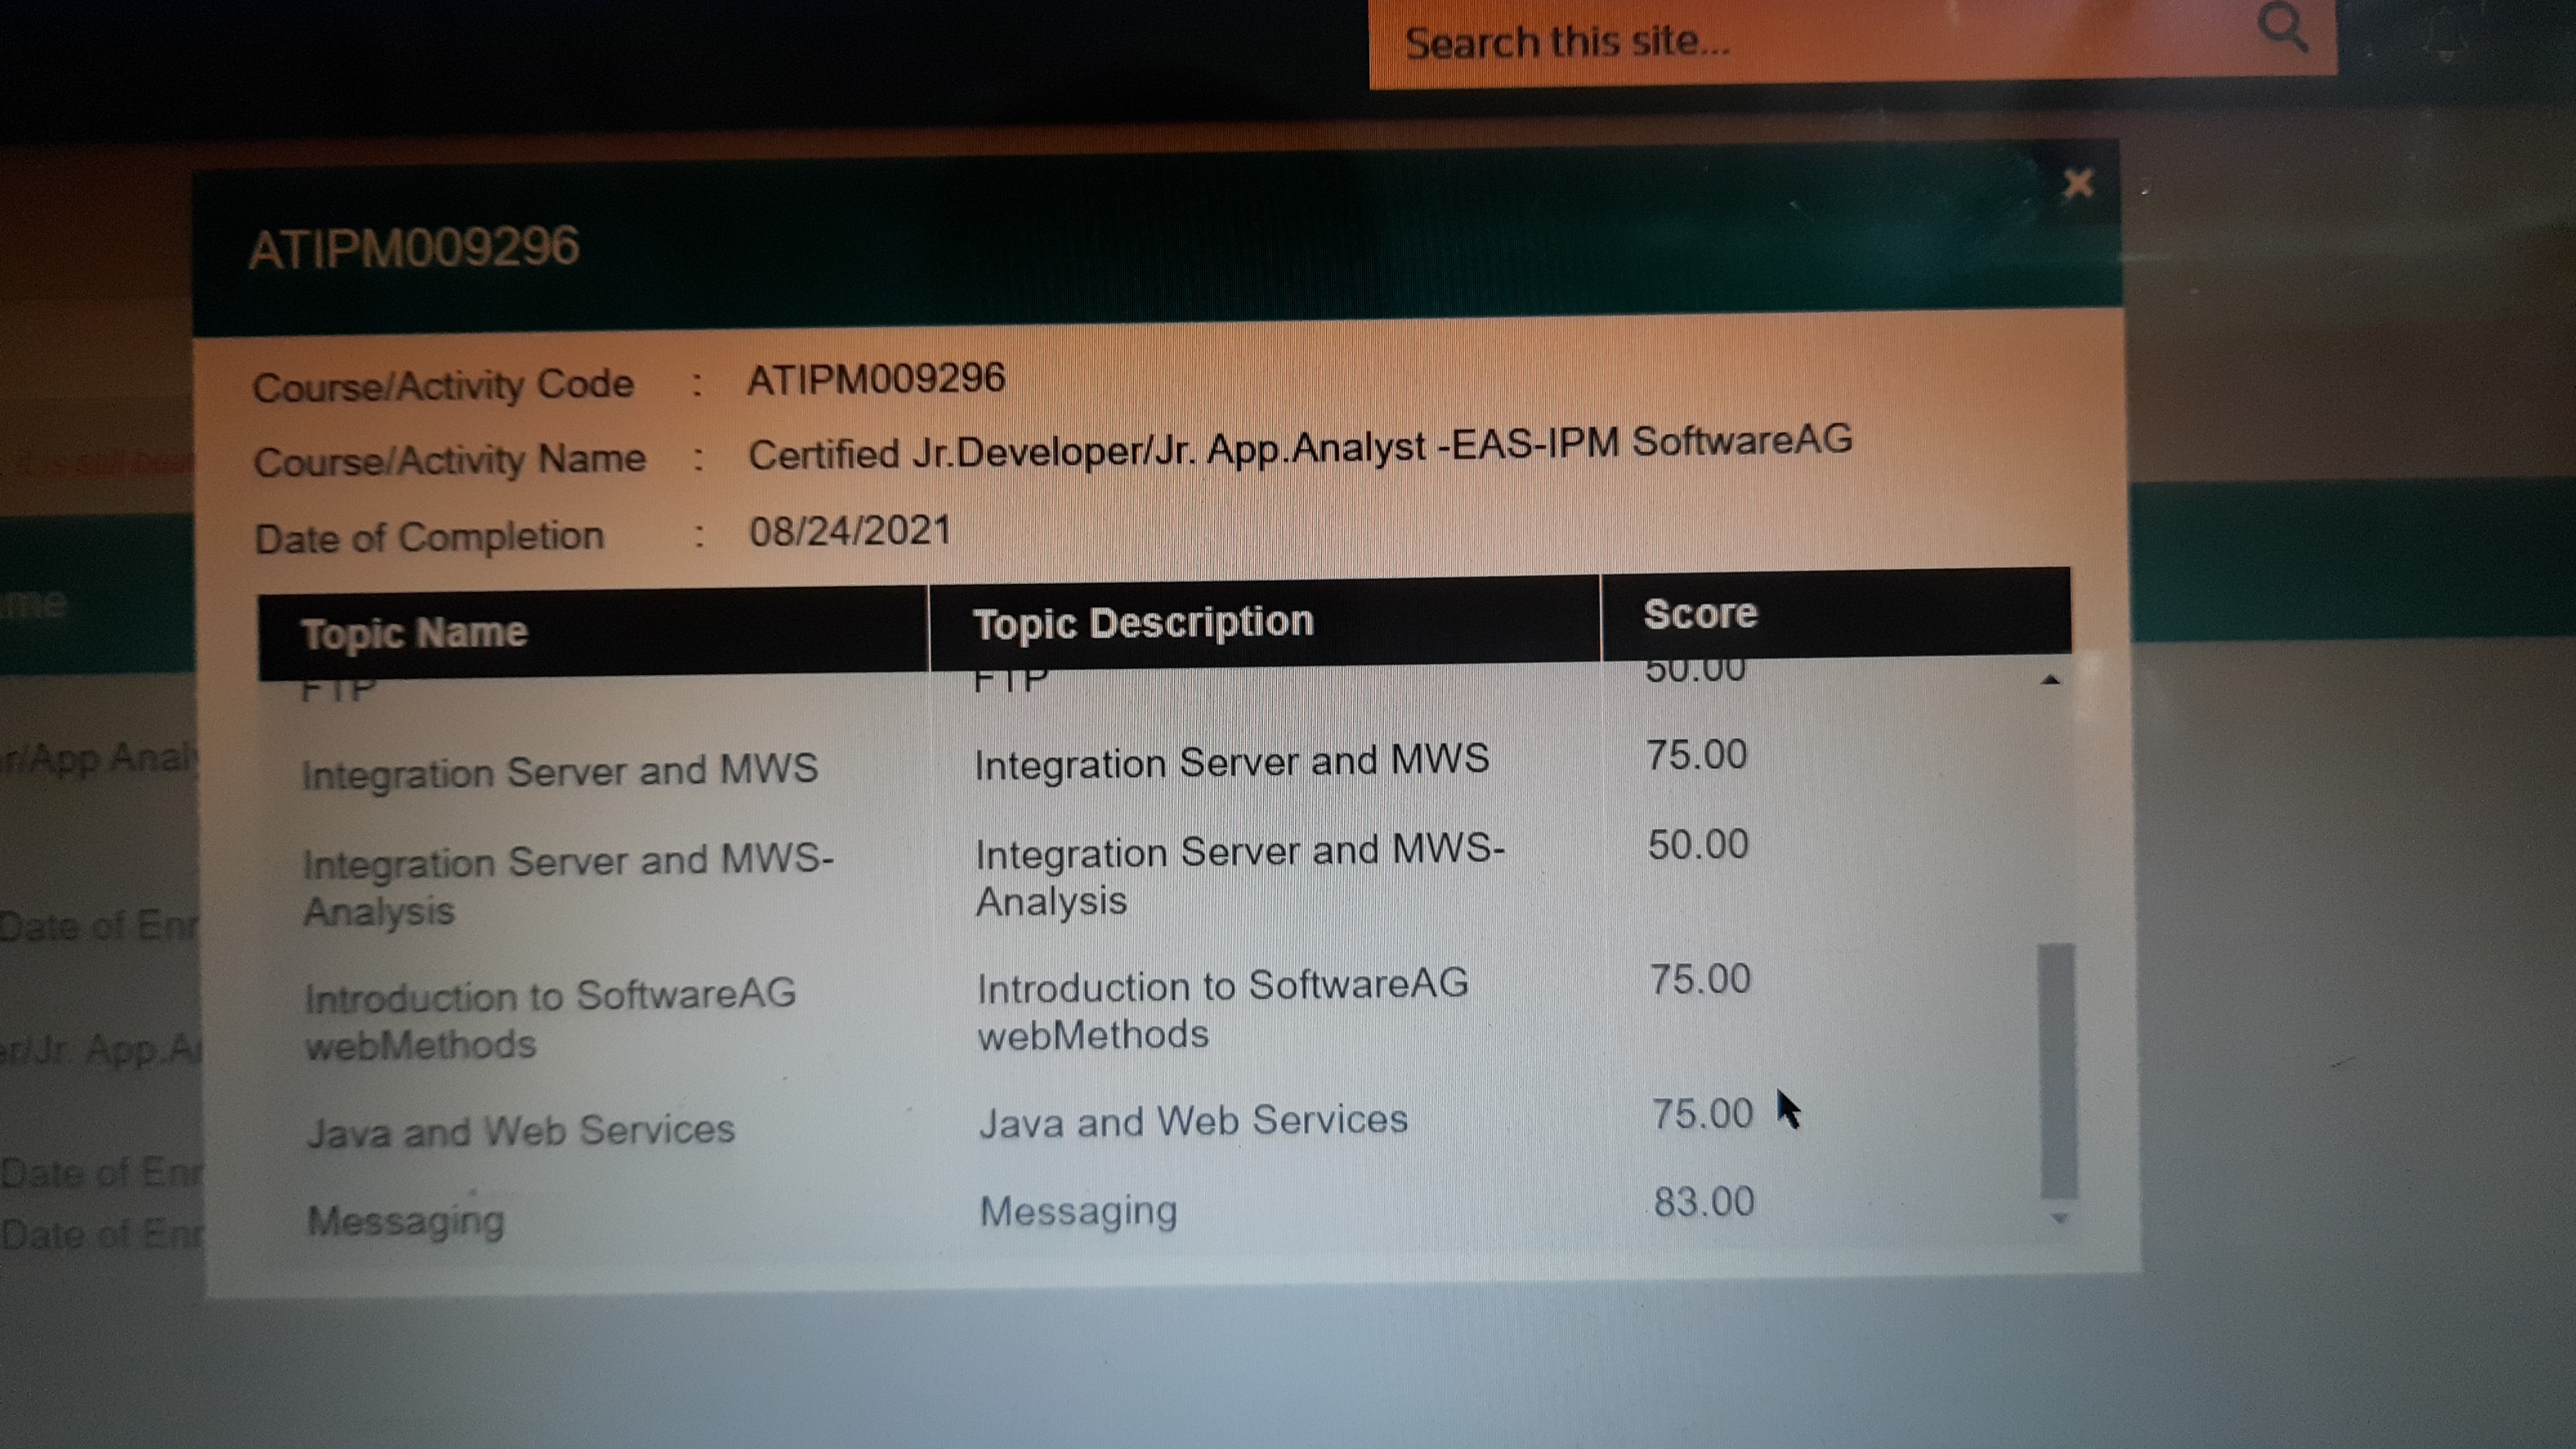 Search this site...
ATIPM009296
Course/Activity Code : ATIPM009296
Course/Activity Name : Certified Jr.Developer/Jr. App.Analyst -EAS-IPM SoftwareAG
Date of Completion : 08/24/2021
me
Topic Name Topic Description Score
FTP FTP 50.00
Integration Server and MWS Integration Server and MWS 75.00
r/App Analy
Integration Server and MWS- Integration Server and MWS- 50.00
Analysis Analysis
Date of Enr
Introduction to SoftwareAG Introduction to SoftwareAG 75.00
webMethods webMethods
er/Jr. App.A
Java and Web Services Java and Web Services 75.00
Date of Enr
Messaging Messaging 83.00
Date of Enr